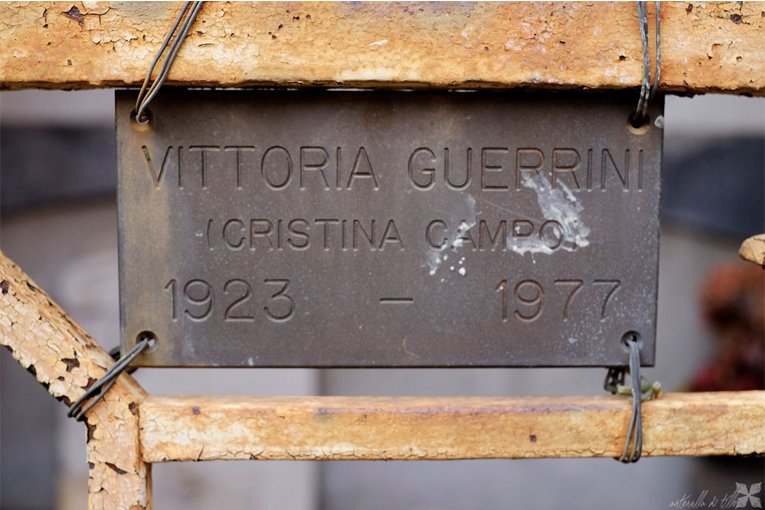 VITTORIA GUERRINI
(CRISTINA CAMPO)
1923 – 1977